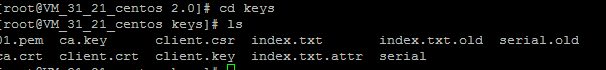 [root@VM_31_21_centos 2.0]# cd keys
[root@VM_31_21_centos keys]# ls
01.pem ca.key client.csr index.txt index.txt.old serial.old
ca.crt client.crt client.key index.txt.attr serial